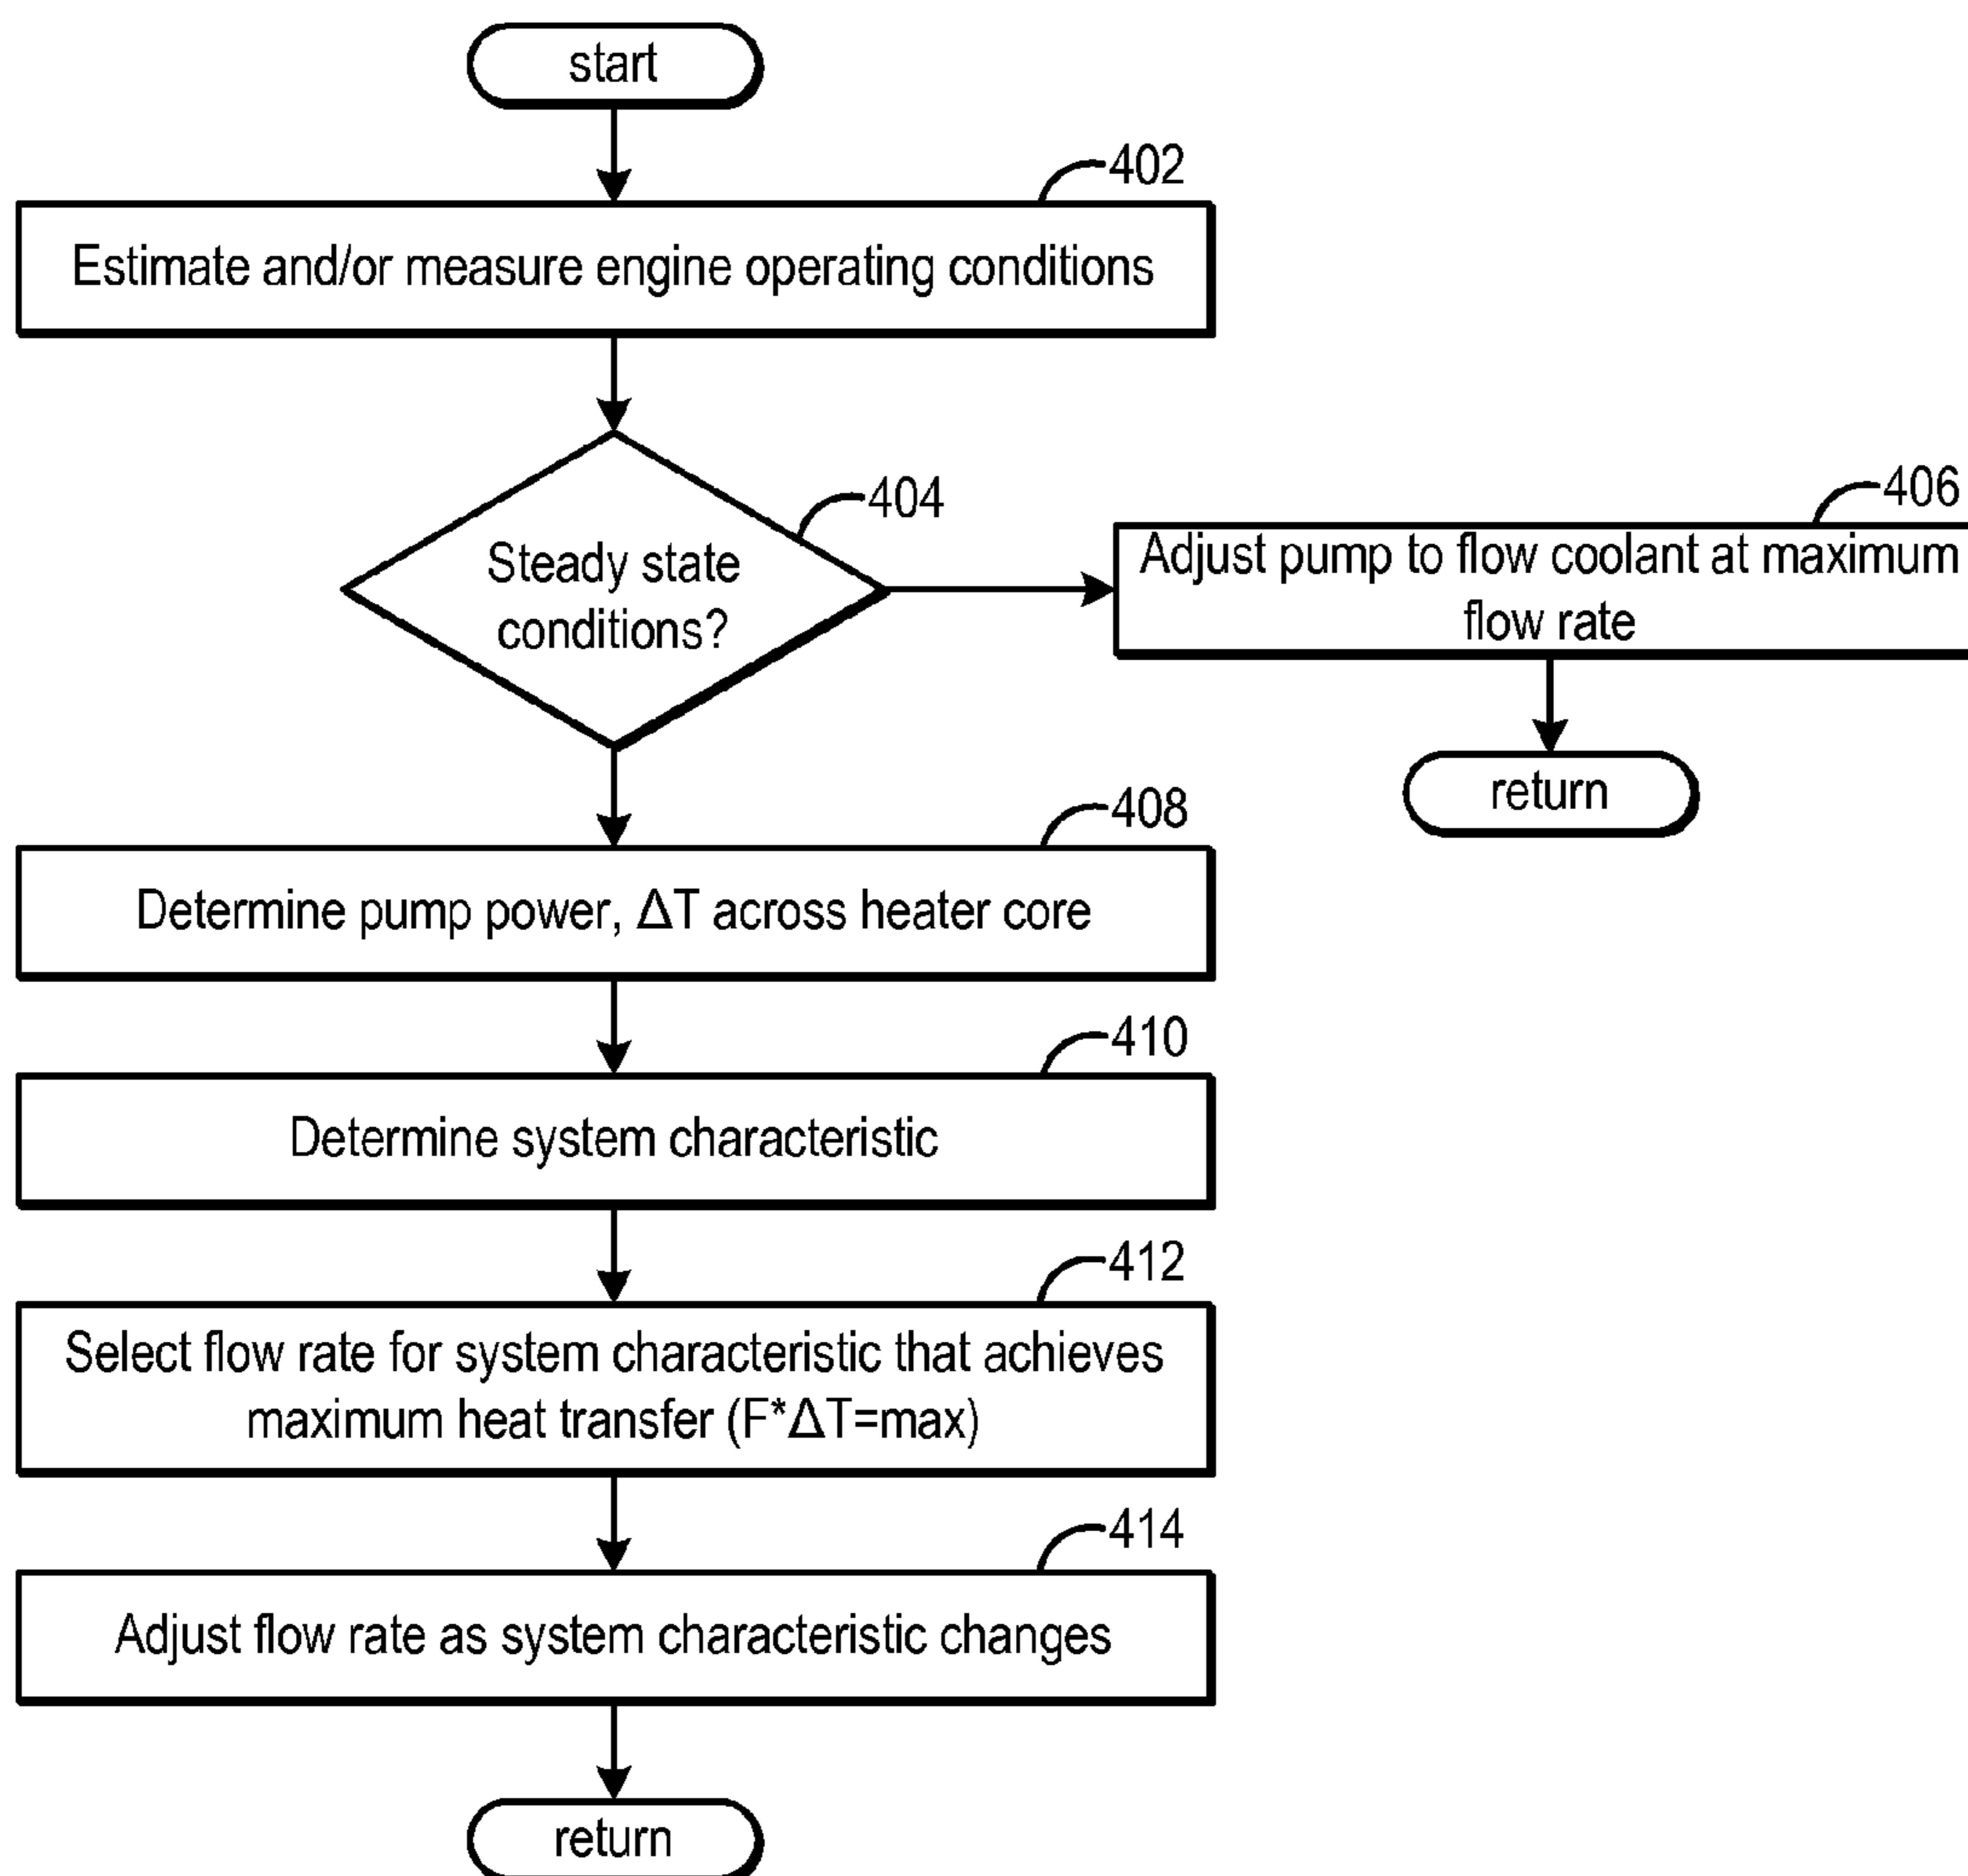 start
402
Estimate and/or measure engine operating conditions
404
Steady state
conditions?
406
Adjust pump to flow coolant at maximum
flow rate
return
408
Determine pump power, ΔT across heater core
410
Determine system characteristic
412
Select flow rate for system characteristic that achieves
maximum heat transfer (F*ΔT=max)
414
Adjust flow rate as system characteristic changes
return